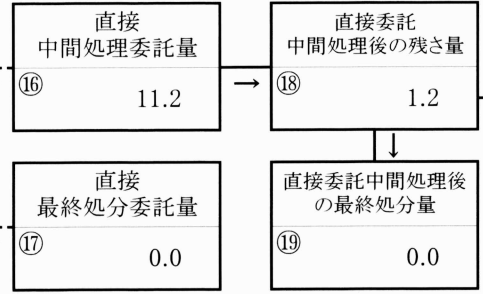 直接
中間処理委託量
⑯
11.2
→
直接委託
中間処理後の残さ量
⑱
1.2
↓
直接
最終処分委託量
⑰
0.0
直接委託中間処理後
の最終処分量
⑲
0.0